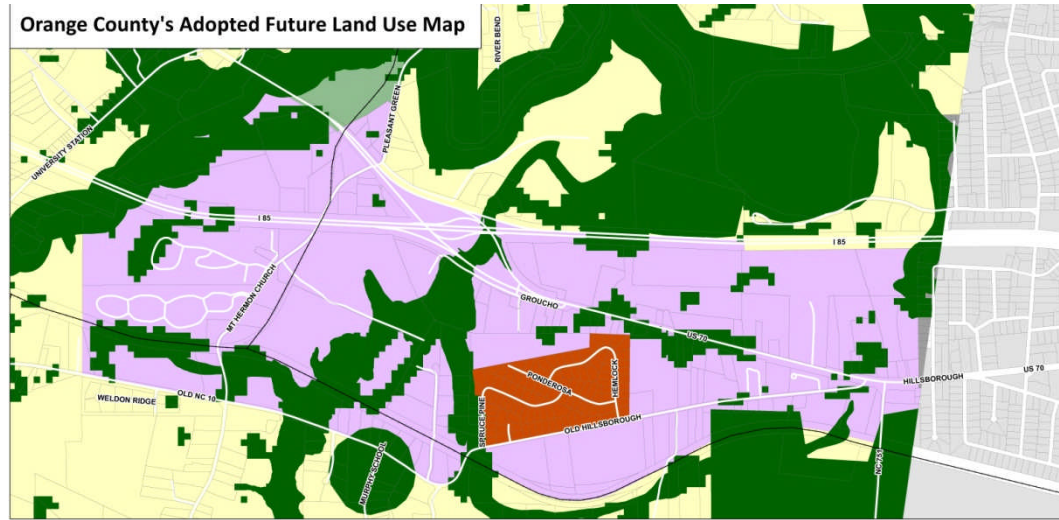 Orange County's Adopted Future Land Use Map
RIVER BEND
PLEASANT GREEN
UNIVERSITY STATION
I 85
I 85
MT HERMON CHURCH
GROUCHO
US 70
US 70
HILLSBOROUGH
PONDEROSA
HEMLOCK
OLD NC 10
WELDON RIDGE
SPRUCE PINE
OLD HILLSBOROUGH
MURPHY SCHOOL
NC 751